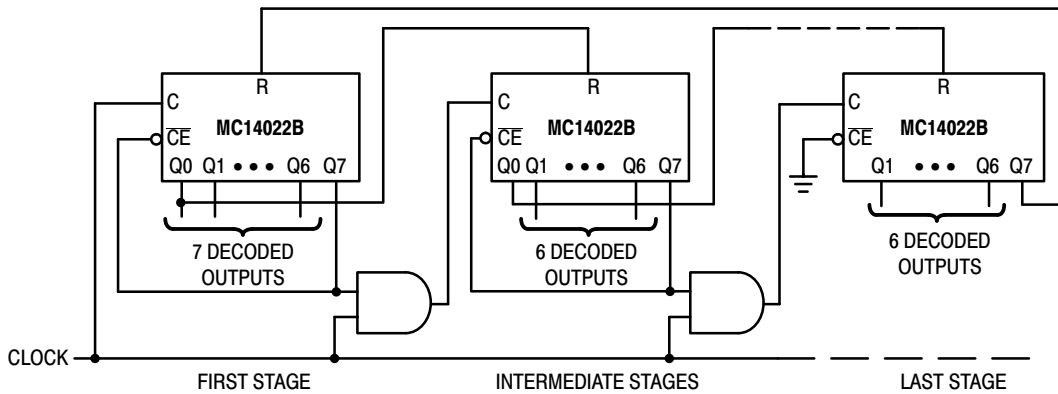 R
R
R
C
MC14022B
CE
Q0 Q1 ••• Q6 Q7
C
MC14022B
CE
Q0 Q1 ••• Q6 Q7
C
MC14022B
CE
Q1 ••• Q6 Q7
7 DECODED
OUTPUTS
6 DECODED
OUTPUTS
6 DECODED
OUTPUTS
CLOCK
FIRST STAGE
INTERMEDIATE STAGES
LAST STAGE